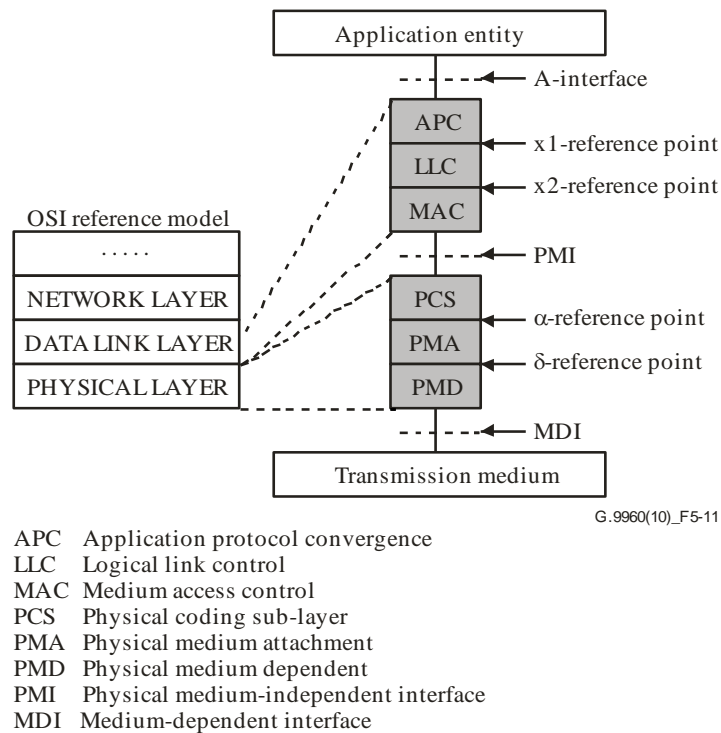 Application entity
A-interface
APC
x1-reference point
LLC
x2-reference point
MAC
OSI reference model
. . . . .
PMI
NETWORK LAYER
PCS
α-reference point
DATA LINK LAYER
PMA
δ-reference point
PHYSICAL LAYER
PMD
MDI
Transmission medium
G.9960(10)_F5-11
APC Application protocol convergence
LLC Logical link control
MAC Medium access control
PCS Physical coding sub-layer
PMA Physical medium attachment
PMD Physical medium dependent
PMI Physical medium-independent interface
MDI Medium-dependent interface